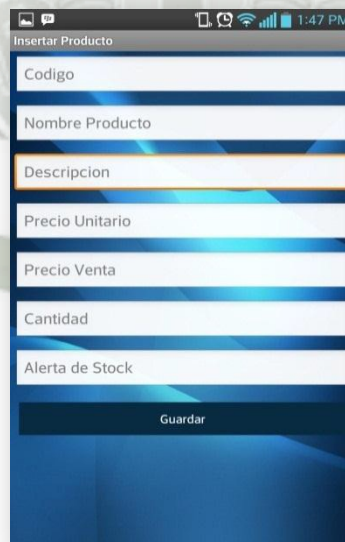 1:47 PM
Insertar Producto
Codigo
Nombre Producto
Descripcion
Precio Unitario
Precio Venta
Cantidad
Alerta de Stock
Guardar